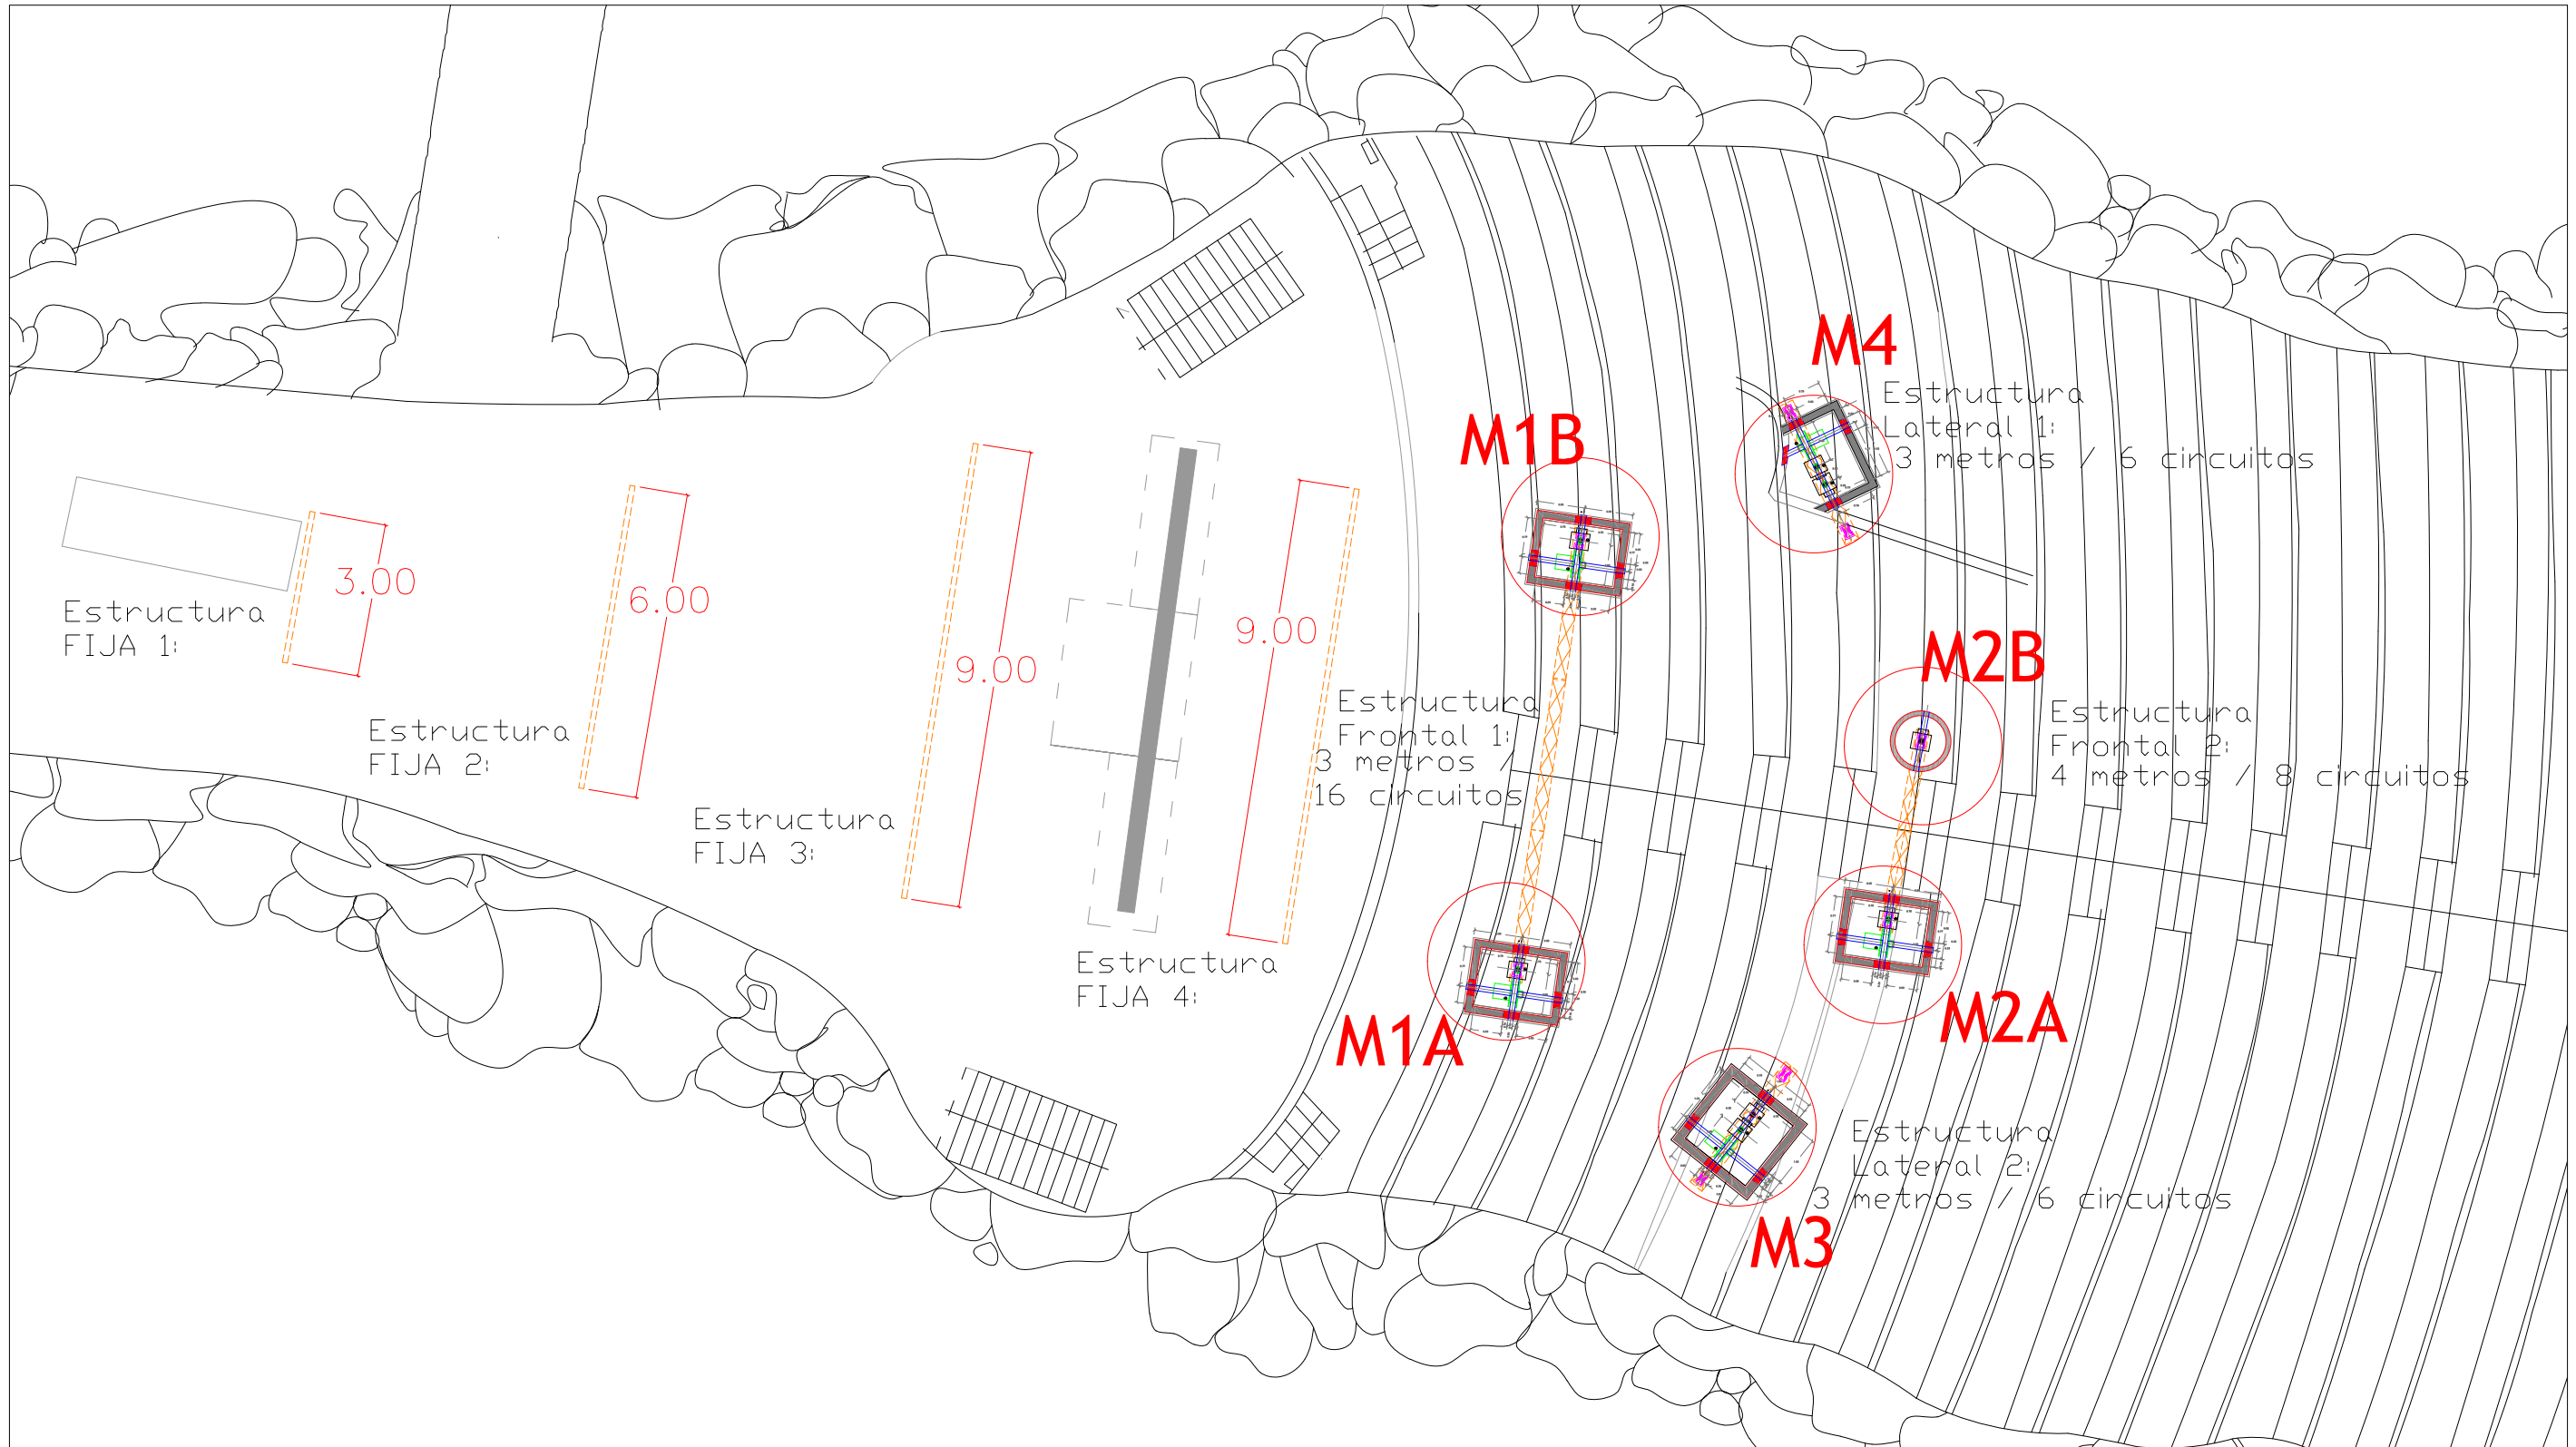 M4
Estructura
Lateral 1:
3 metros / 6 circuitos
M1B
3.00
6.00
9.00
9.00
Estructura
FIJA 1:
Estructura
FIJA 2:
Estructura
FIJA 3:
Estructura
FIJA 4:
Estructura
Frontal 1:
3 metros /
16 circuitos
M2B
Estructura
Frontal 2:
4 metros / 8 circuitos
M1A
M2A
Estructura
Lateral 2:
3 metros / 6 circuitos
M3